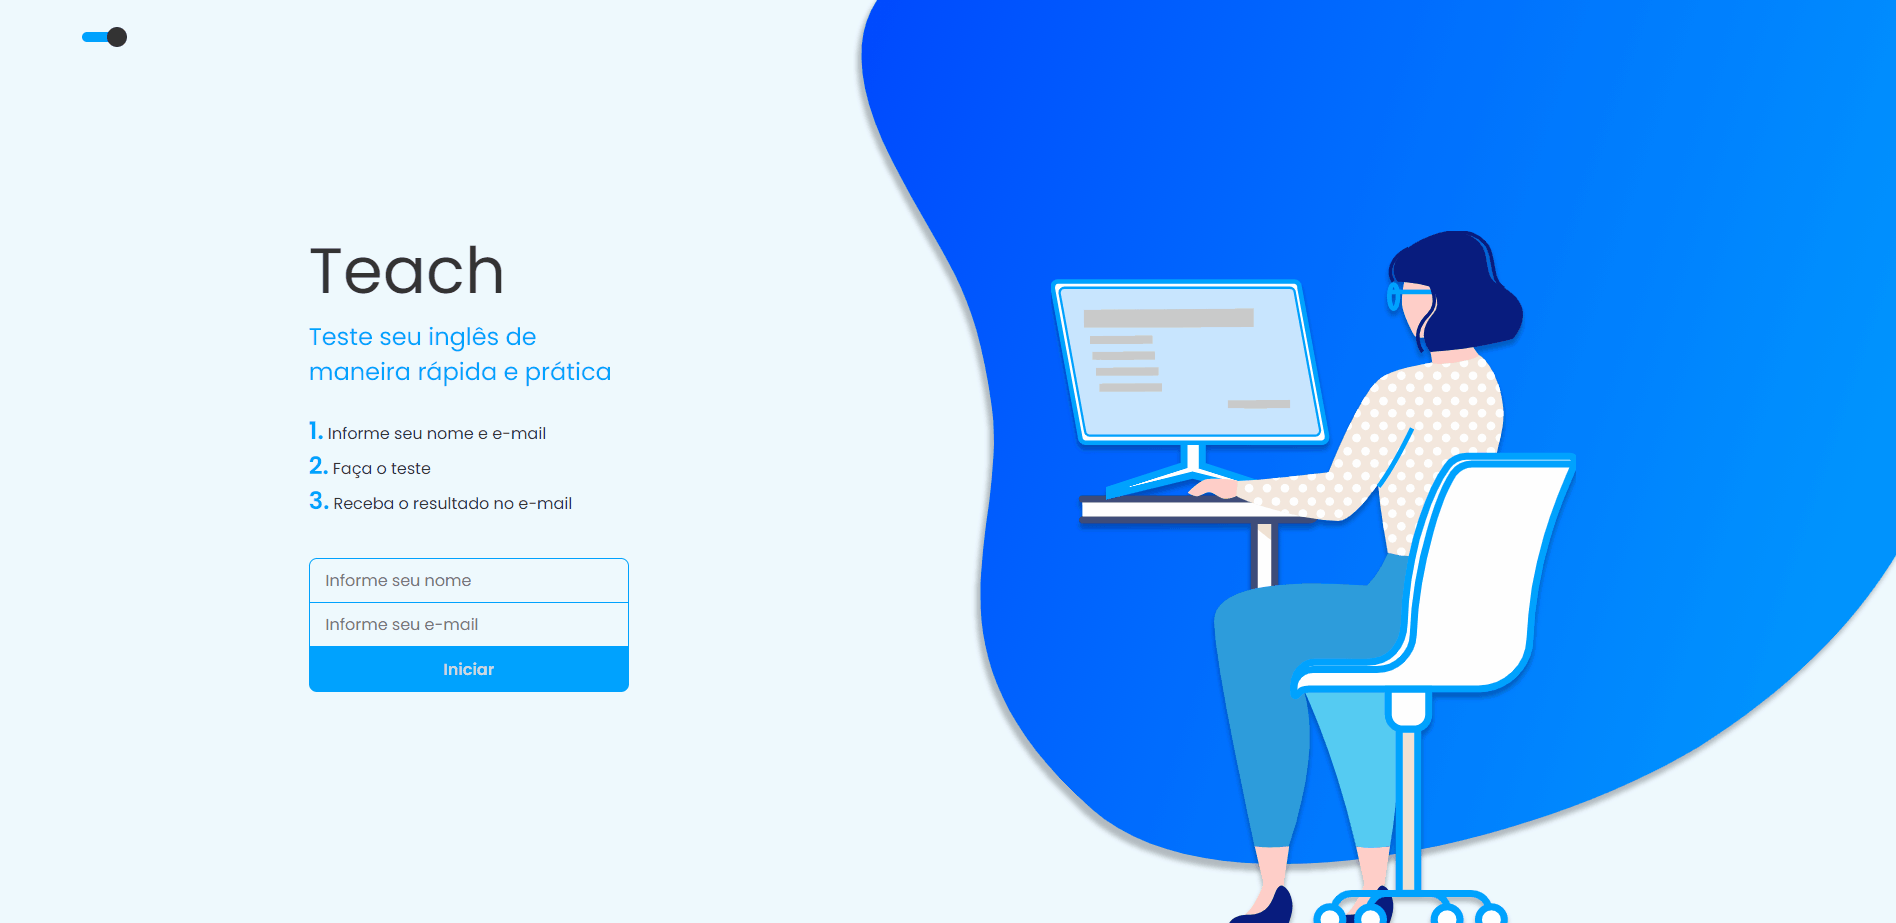 Teach
Teste seu inglês de
maneira rápida e prática
1. Informe seu nome e e-mail
2. Faça o teste
3. Receba o resultado no e-mail
Informe seu nome
Informe seu e-mail
Iniciar